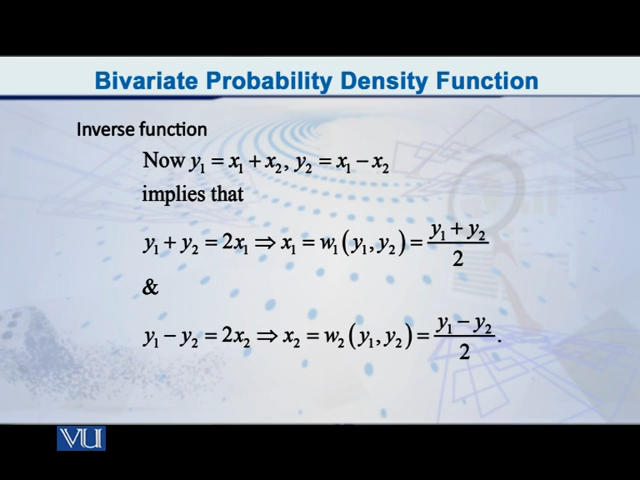 Bivariate Probability Density Function
Inverse function
Now y₁ = x₁ + x₂, y₂ = x₁ − x₂
implies that
y₁ + y₂ = 2x₁ ⇒ x₁ = w₁(y₁, y₂) = (y₁ + y₂)/2
&
y₁ − y₂ = 2x₂ ⇒ x₂ = w₂(y₁, y₂) = (y₁ − y₂)/2.
VU